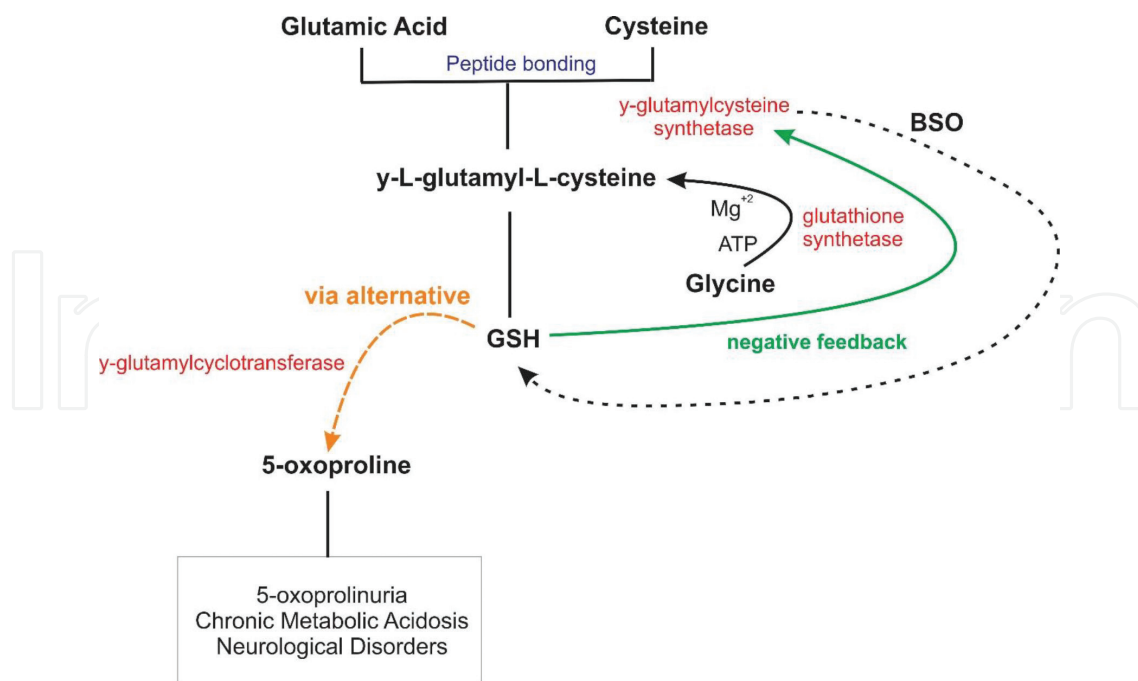 Glutamic Acid
Cysteine
Peptide bonding
y-glutamylcysteine
synthetase
BSO
y-L-glutamyl-L-cysteine
Mg+2
ATP
glutathione
synthetase
Glycine
via alternative
GSH
negative feedback
y-glutamylcyclotransferase
5-oxoproline
5-oxoprolinuria
Chronic Metabolic Acidosis
Neurological Disorders